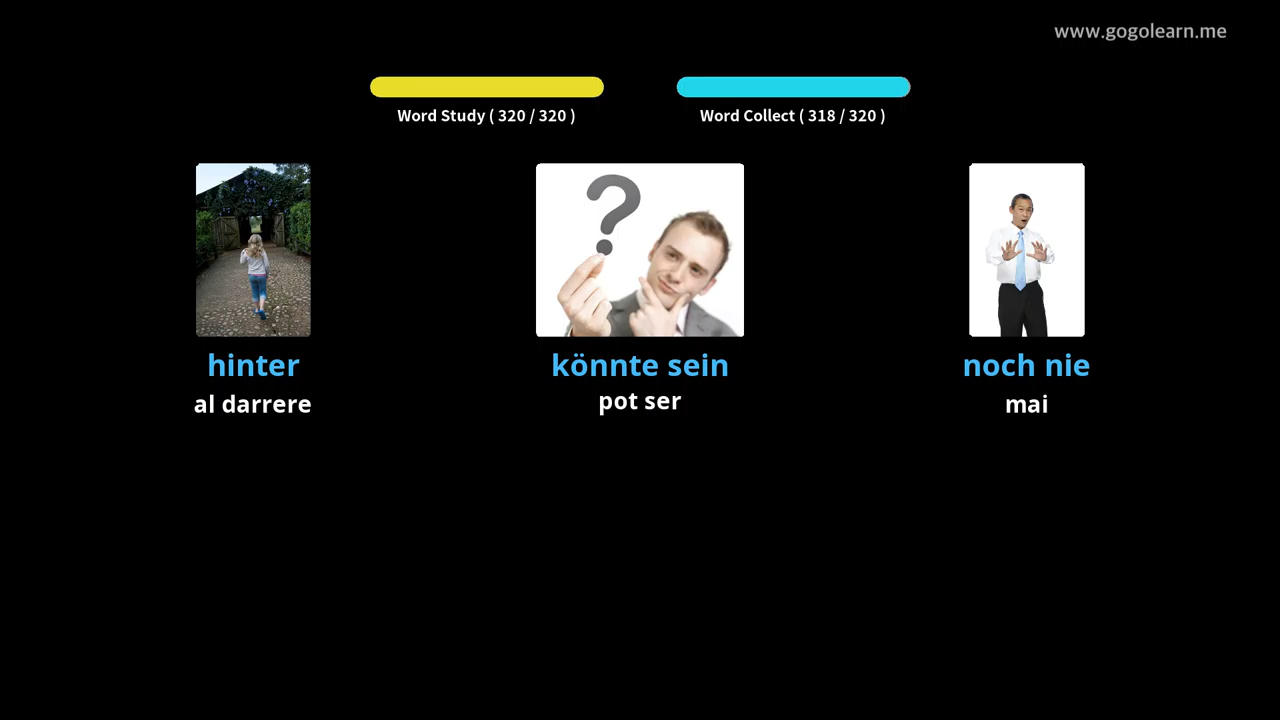 www.gogolearn.me
Word Study ( 320 / 320 )
Word Collect ( 318 / 320 )
hinter
al darrere
könnte sein
pot ser
noch nie
mai